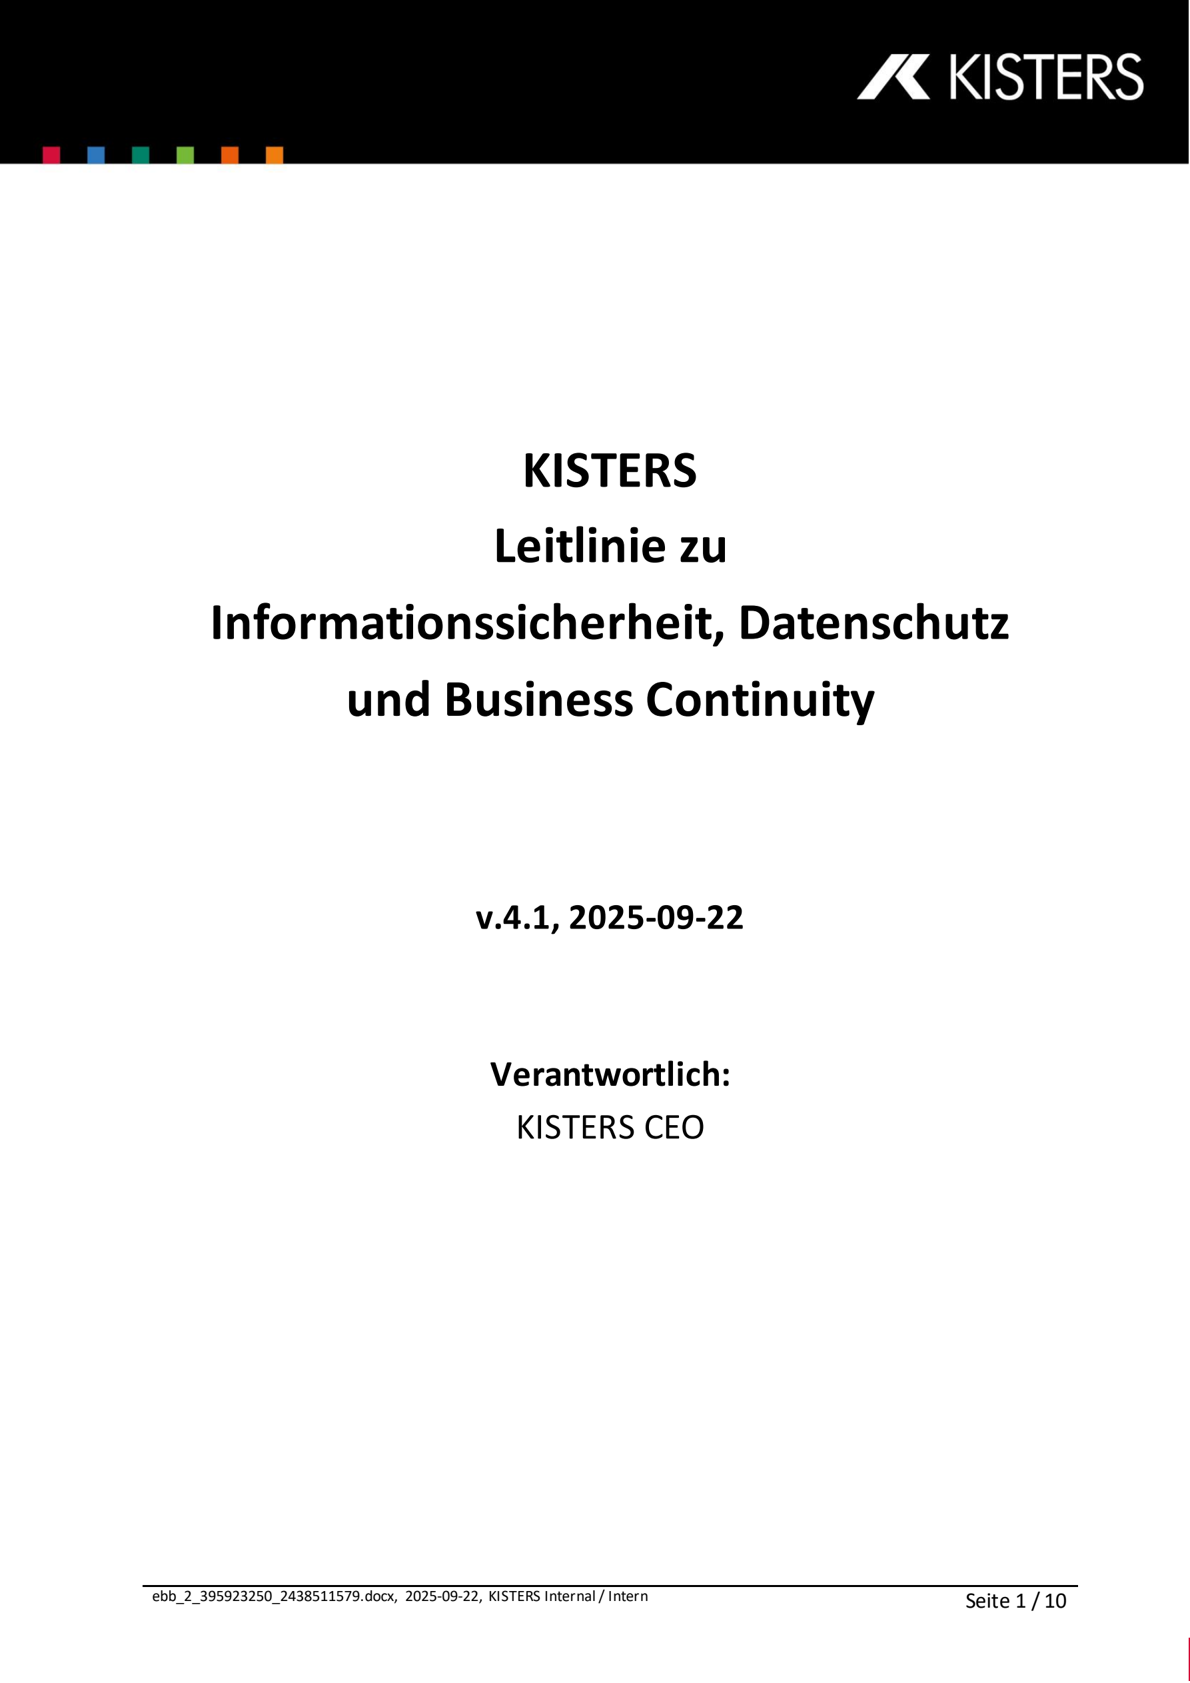 KISTERS
KISTERS
Leitlinie zu
Informationssicherheit, Datenschutz
und Business Continuity
v.4.1, 2025-09-22
Verantwortlich:
KISTERS CEO
ebb_2_395923250_2438511579.docx, 2025-09-22, KISTERS Internal / Intern
Seite 1 / 10